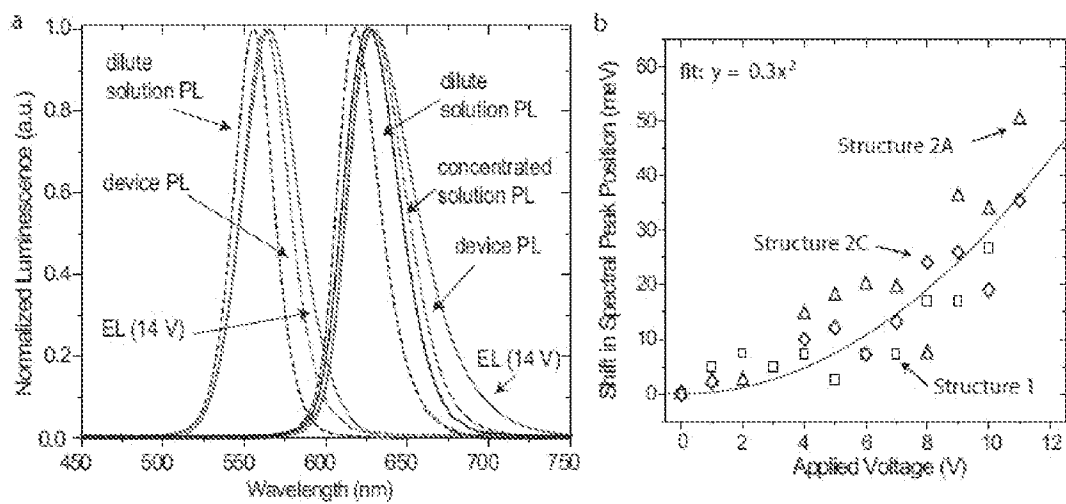 a
Normalized Luminescence (a.u.)
1.0
0.8
0.6
0.4
0.2
0.0
450
500
550
600
650
700
750
Wavelength (nm)
dilute
solution PL
device PL
EL (14 V)
dilute
solution PL
concentrated
solution PL
device PL
EL (14 V)
b
Shift in Spectral Peak Position (meV)
60
50
40
30
20
10
0
0
2
4
6
8
10
12
Applied Voltage (V)
fit: y = 0.3x²
Structure 2A
Structure 2C
Structure 1